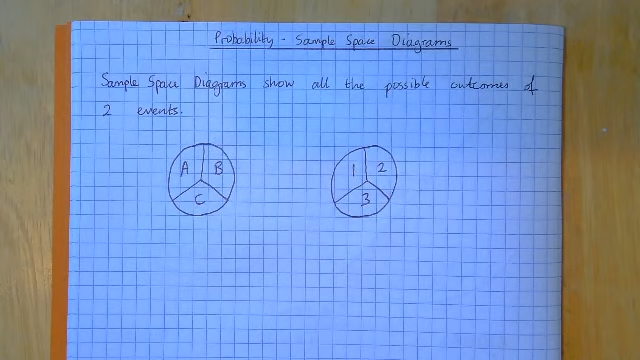 Probability - Sample Space Diagrams
Sample Space Diagrams show all the possible outcomes of
2 events.
A B 1 2
C 3